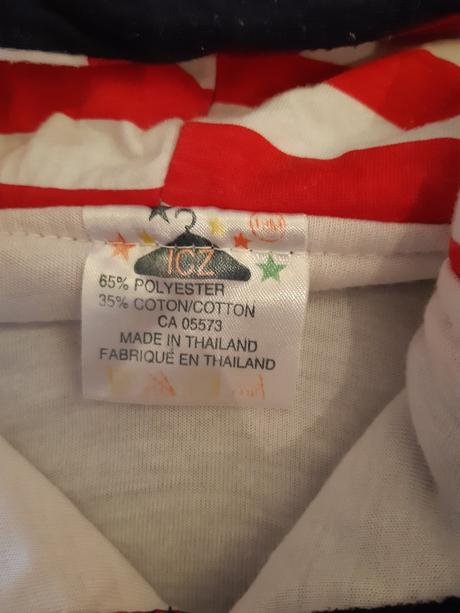 ICZ
65% POLYESTER
35% COTON/COTTON
CA 05573
MADE IN THAILAND
FABRIQUÉ EN THAILAND